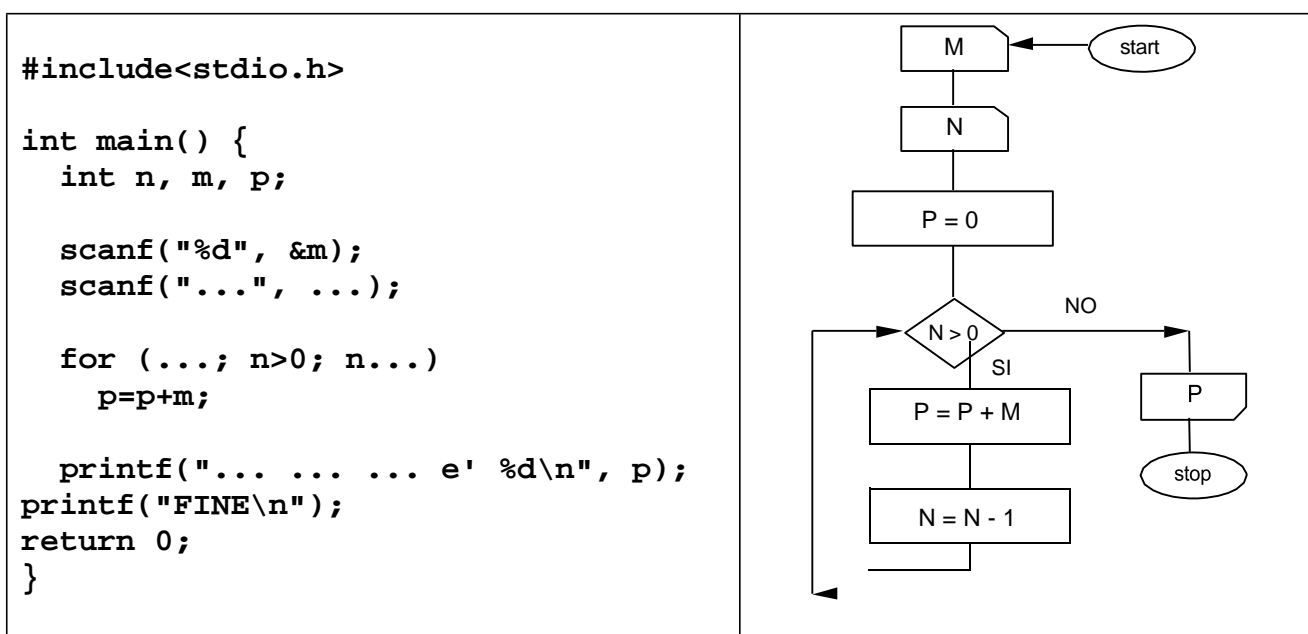 #include<stdio.h>
int main() {
int n, m, p;
scanf("%d", &m);
scanf("...", ...);
for (...; n>0; n...)
p=p+m;
printf("... ... ... e' %d\n", p);
printf("FINE\n");
return 0;
}
start
M
N
P = 0
N > 0
NO
SI
P = P + M
P
N = N - 1
stop